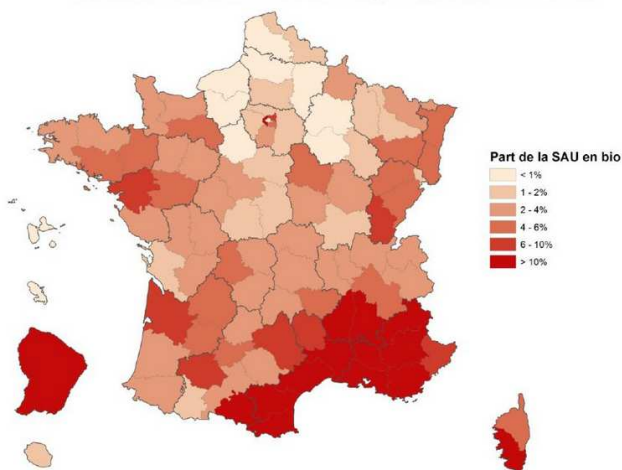 Part de la SAU en bio
< 1%
1 - 2%
2 - 4%
4 - 6%
6 - 10%
> 10%